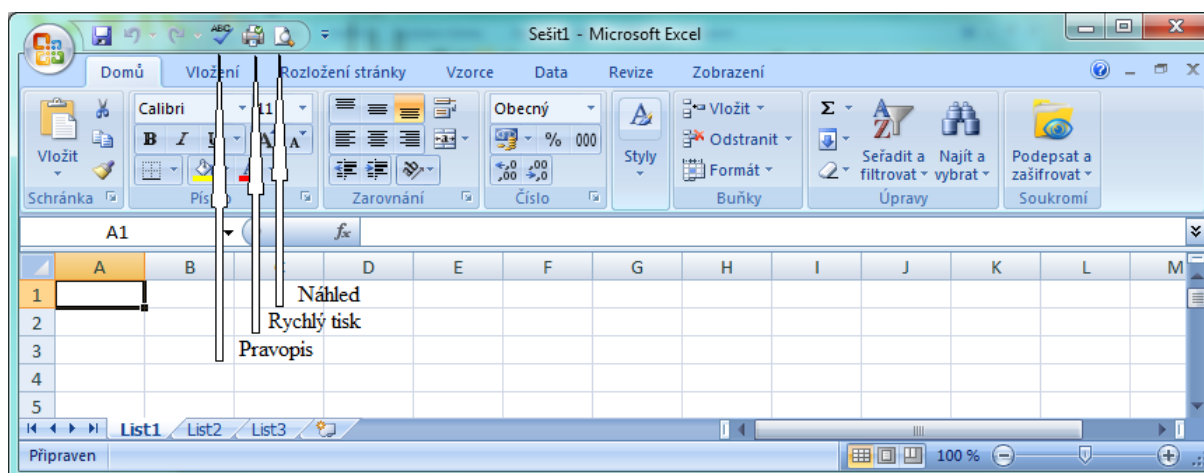 ABC Sešit1 - Microsoft Excel
Domů Vložení Rozložení stránky Vzorce Data Revize Zobrazení
Calibri 11 Obecný Vložit Σ
B I U A A % 000 Odstranit
Vložit Styly Formát Seřadit a filtrovat Najít a vybrat Podepsat a zašifrovat
Schránka Zarovnání Číslo Buňky Úpravy Soukromí
A1 fx
A B D E F G H I J K L M
1 Náhled
2 Rychlý tisk
3 Pravopis
4
5
List1 List2 List3
Připraven 100 %